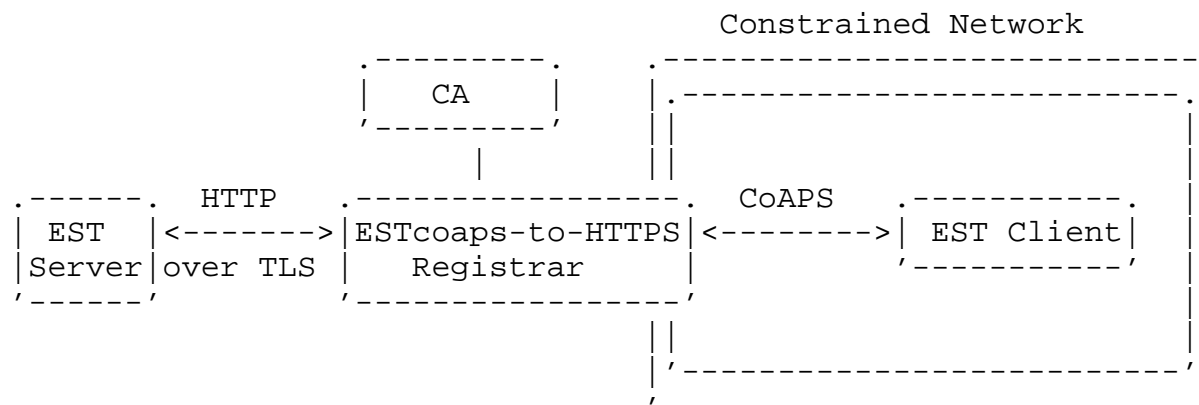 Constrained Network
CA
HTTP CoAPS
EST <-------> ESTcoaps-to-HTTPS <--------> EST Client
Server over TLS Registrar